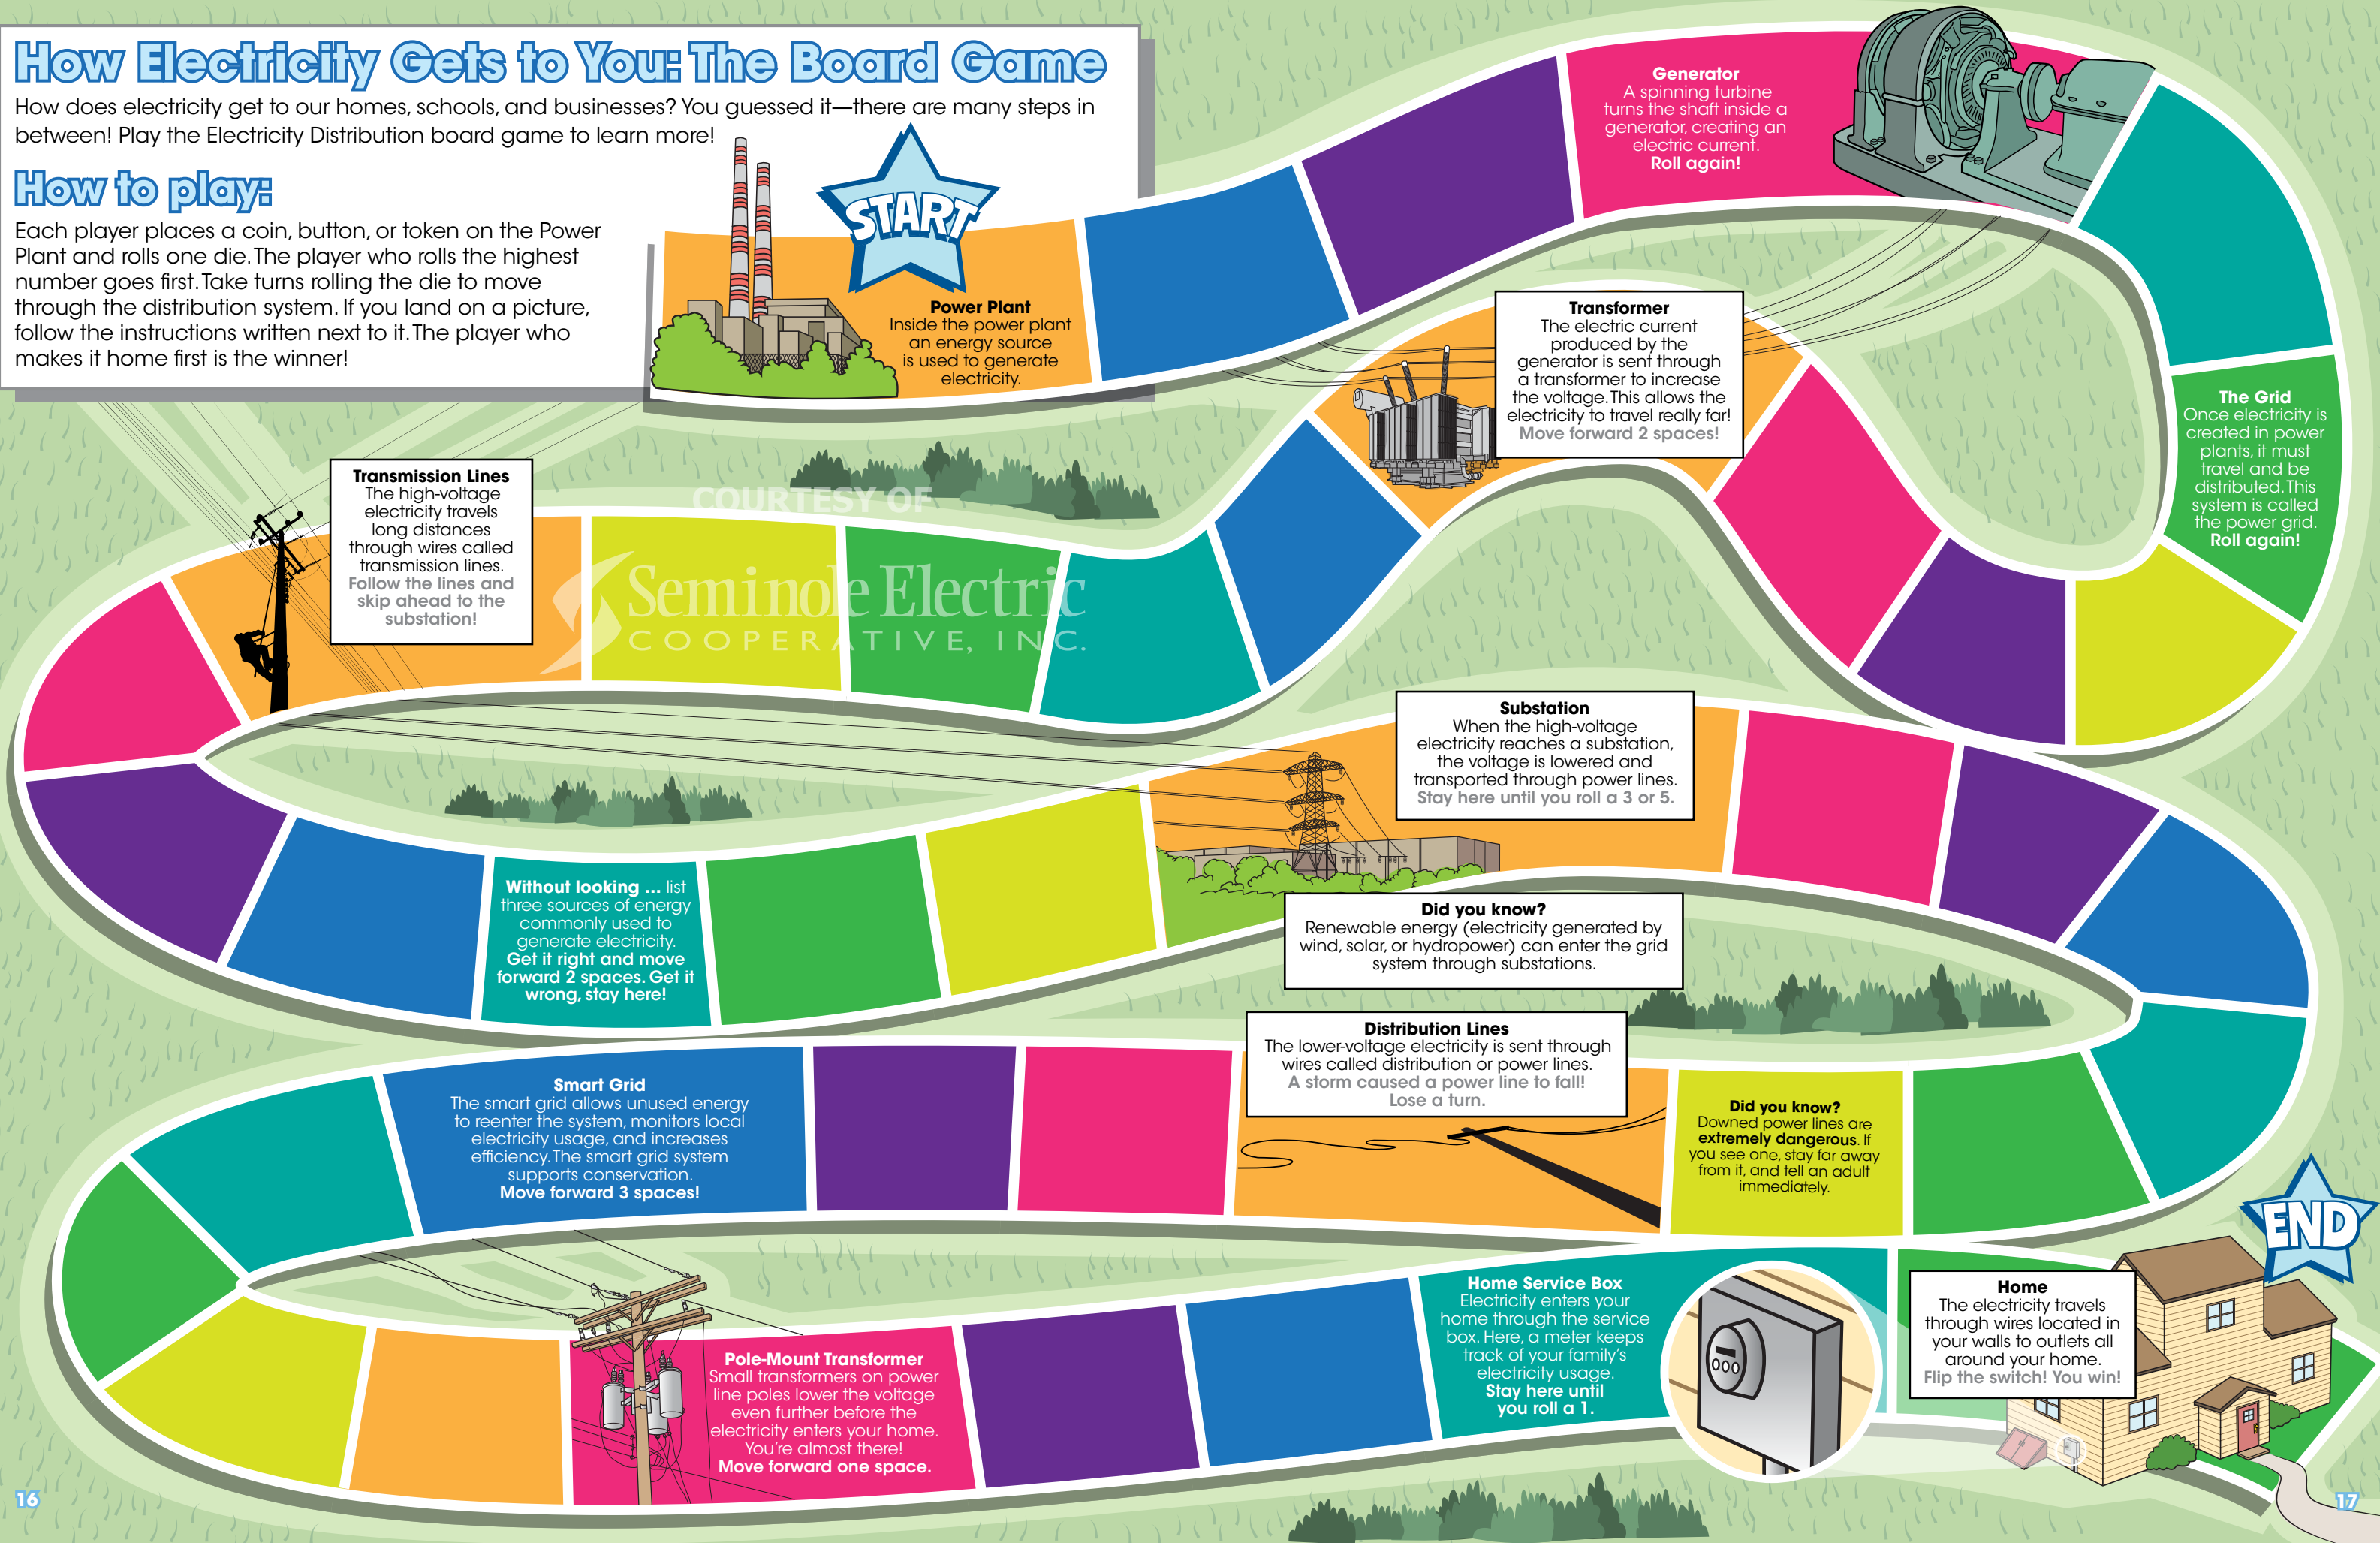 How Electricity Gets to You: The Board Game
How does electricity get to our homes, schools, and businesses? You guessed it—there are many steps in
between! Play the Electricity Distribution board game to learn more!
How to play:
Each player places a coin, button, or token on the Power
Plant and rolls one die. The player who rolls the highest
number goes first. Take turns rolling the die to move
through the distribution system. If you land on a picture,
follow the instructions written next to it. The player who
makes it home first is the winner!
START
Power Plant
Inside the power plant
an energy source
is used to generate
electricity.
Generator
A spinning turbine
turns the shaft inside a
generator, creating an
electric current.
Roll again!
The Grid
Once electricity is
created in power
plants, it must
travel and be
distributed. This
system is called
the power grid.
Roll again!
Transformer
The electric current
produced by the
generator is sent through
a transformer to increase
the voltage. This allows the
electricity to travel really far!
Move forward 2 spaces!
COURTESY OF
Seminole Electric
COOPERATIVE, INC.
Transmission Lines
The high-voltage
electricity travels
long distances
through wires called
transmission lines.
Follow the lines and
skip ahead to the
substation!
Without looking ... list
three sources of energy
commonly used to
generate electricity.
Get it right and move
forward 2 spaces. Get it
wrong, stay here!
Substation
When the high-voltage
electricity reaches a substation,
the voltage is lowered and
transported through power lines.
Stay here until you roll a 3 or 5.
Did you know?
Renewable energy (electricity generated by
wind, solar, or hydropower) can enter the grid
system through substations.
Did you know?
Downed power lines are
extremely dangerous. If
you see one, stay far away
from it, and tell an adult
immediately.
Distribution Lines
The lower-voltage electricity is sent through
wires called distribution or power lines.
A storm caused a power line to fall!
Lose a turn.
Smart Grid
The smart grid allows unused energy
to reenter the system, monitors local
electricity usage, and increases
efficiency. The smart grid system
supports conservation.
Move forward 3 spaces!
Pole-Mount Transformer
Small transformers on power
line poles lower the voltage
even further before the
electricity enters your home.
You're almost there!
Move forward one space.
Home Service Box
Electricity enters your
home through the service
box. Here, a meter keeps
track of your family's
electricity usage.
Stay here until
you roll a 1.
Home
The electricity travels
through wires located in
your walls to outlets all
around your home.
Flip the switch! You win!
END
16
17